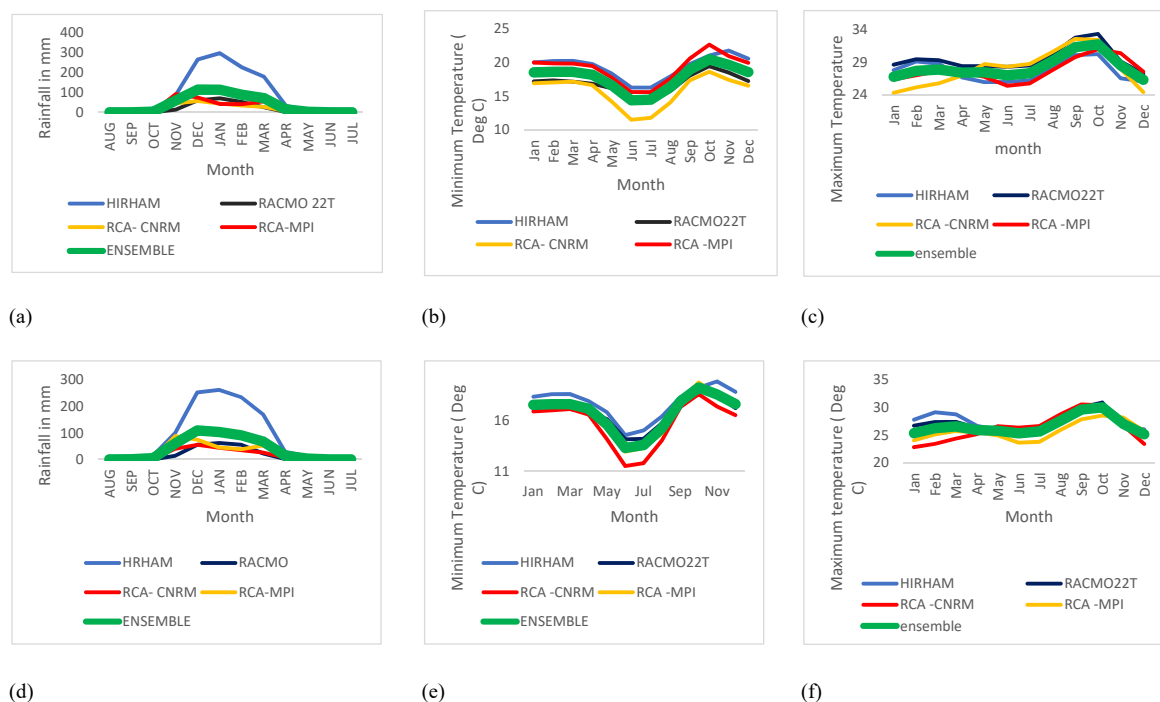 400
300
200
100
0
Rainfall in mm
AUG SEP OCT NOV DEC JAN FEB MAR APR MAY JUN JUL
Month
HIRHAM RACMO 22T
RCA- CNRM RCA-MPI
ENSEMBLE
(a)
25
20
15
10
Minimum Temperature (
Deg C)
Jan Feb Mar Apr May Jun Jul Aug Sep Oct Nov Dec
Month
HIRHAM RACMO22T
RCA- CNRM RCA -MPI
(b)
34
29
24
Maximum Temperature
Jan Feb Mar Apr May Jun Jul Aug Sep Oct Nov Dec
month
HIRHAM RACMO22T
RCA -CNRM RCA -MPI
ensemble
(c)
300
200
100
0
Rainfall in mm
AUG SEP OCT NOV DEC JAN FEB MAR APR MAY JUN JUL
Month
HRHAM RACMO
RCA- CNRM RCA-MPI
ENSEMBLE
(d)
16
11
Minimum Temperature ( Deg
C)
Jan Mar May Jul Sep Nov
Month
HIRHAM RACMO22T
RCA- CNRM RCA -MPI
ENSEMBLE
(e)
35
30
25
20
Maximum temperature ( Deg
C)
Jan Feb Mar Apr May Jun Jul Aug Sep Oct Nov Dec
Month
HIRHAM RACMO22T
RCA -CNRM RCA -MPI
ensemble
(f)